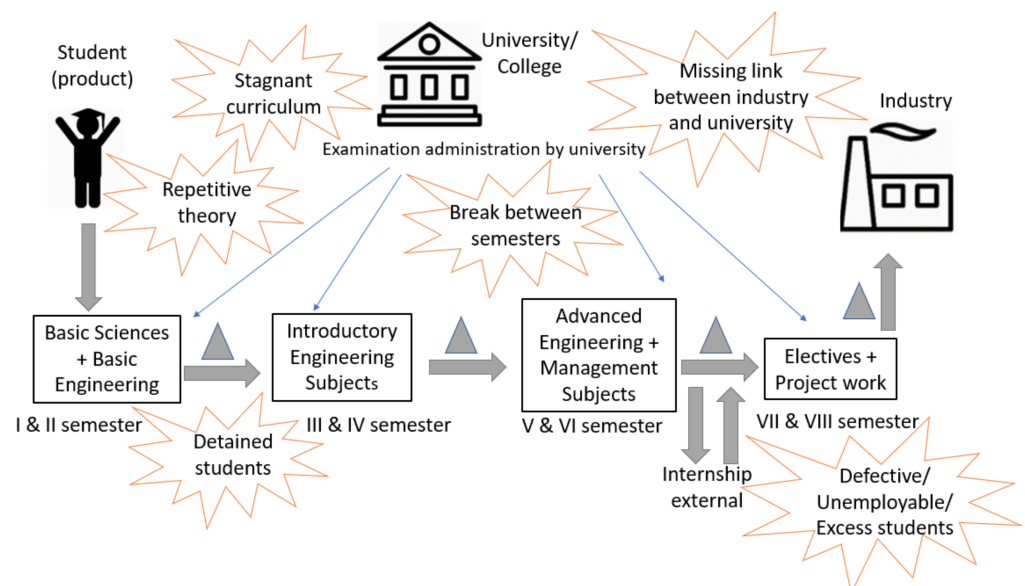 Student
(product)
Stagnant
curriculum
University/
College
Missing link
between industry
and university
Industry
Examination administration by university
Repetitive
theory
Break between
semesters
Basic Sciences
+ Basic
Engineering
Introductory
Engineering
Subjects
Advanced
Engineering +
Management
Subjects
Electives +
Project work
I & II semester
III & IV semester
V & VI semester
VII & VIII semester
Detained
students
Internship
external
Defective/
Unemployable/
Excess students